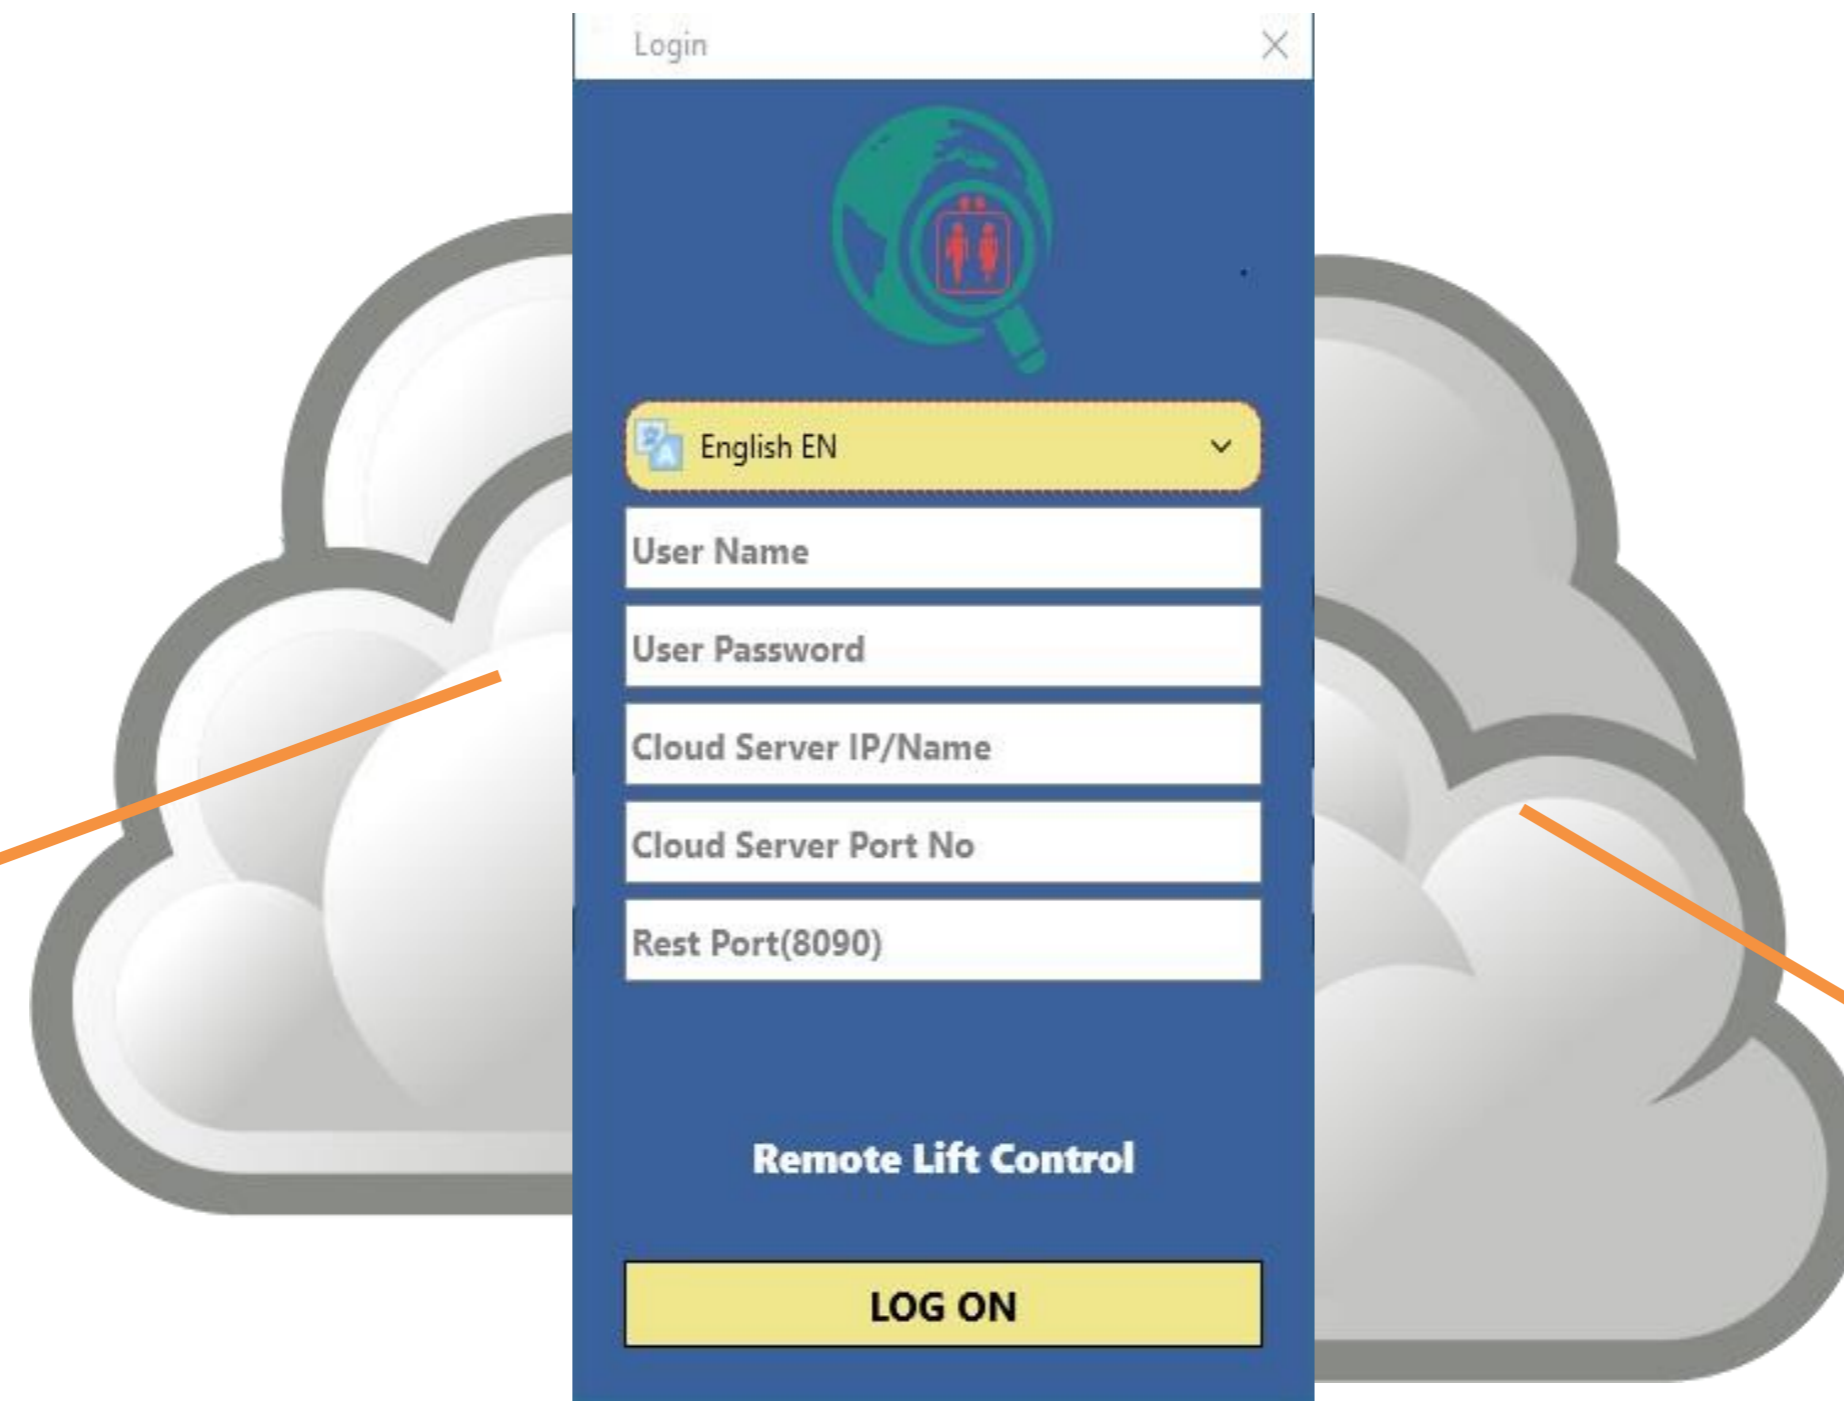 Login
English EN
User Name
User Password
Cloud Server IP/Name
Cloud Server Port No
Rest Port(8090)
Remote Lift Control
LOG ON